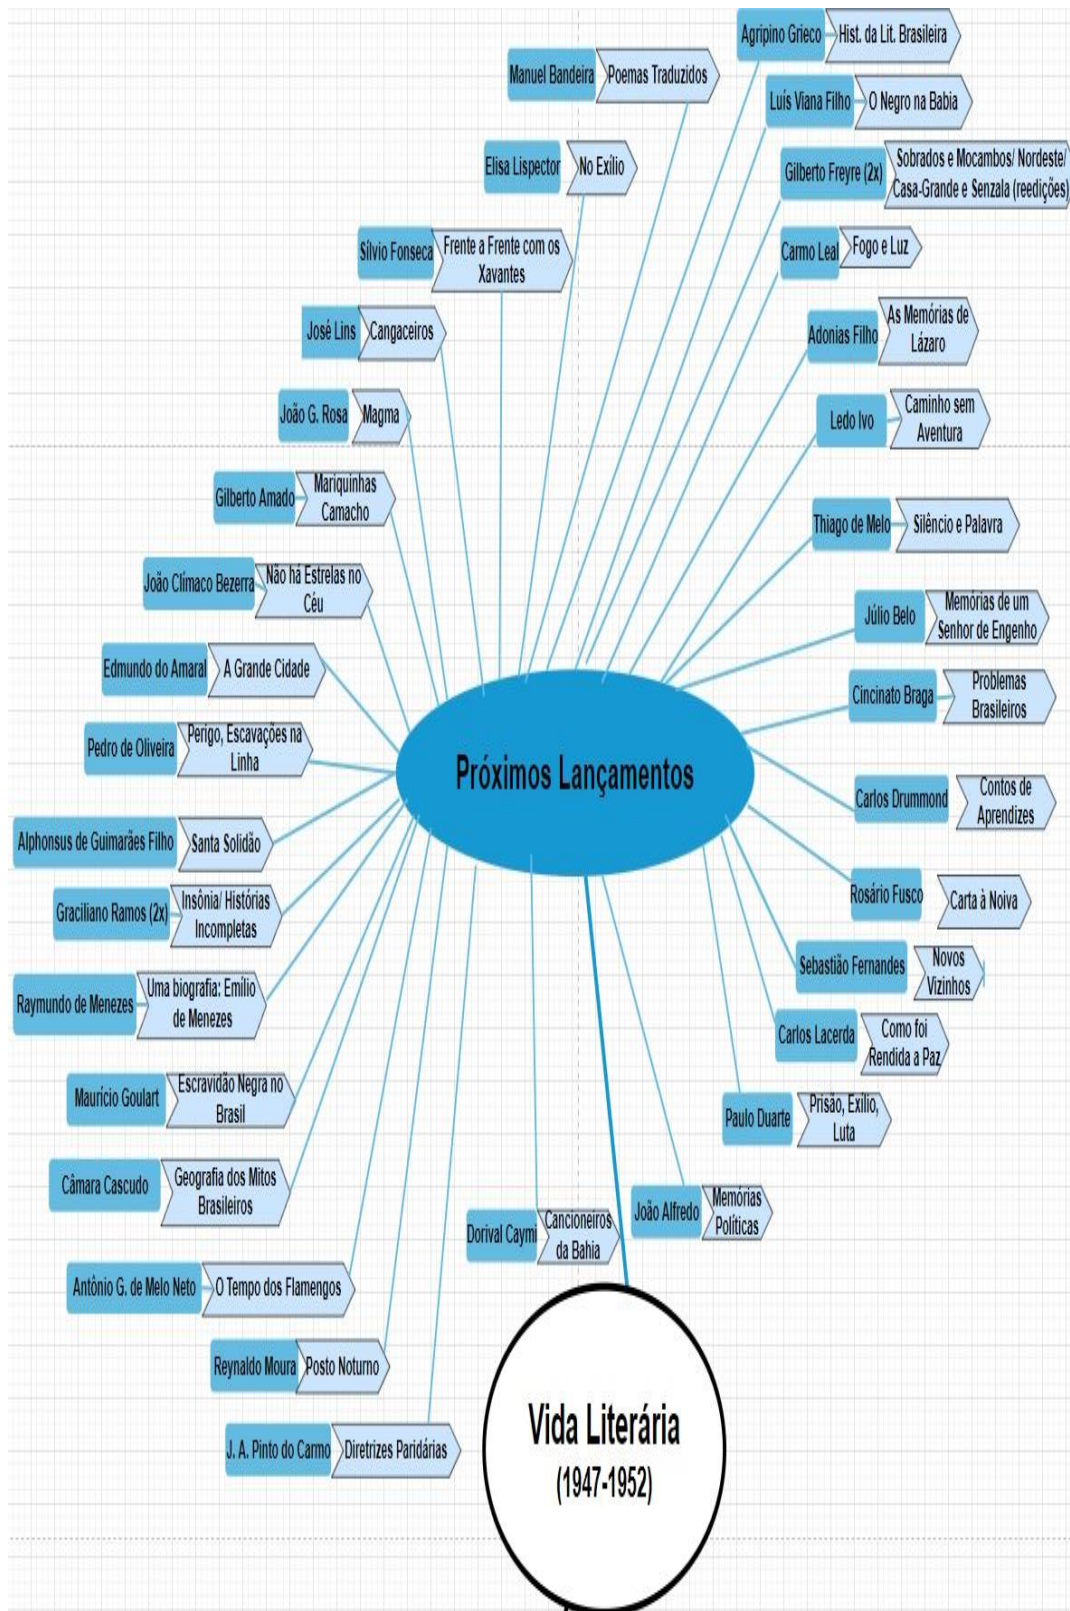 Agripino Grieco
Hist. da Lit. Brasileira
Manuel Bandeira
Poemas Traduzidos
Luís Viana Filho
O Negro na Babia
Elisa Lispector
No Exílio
Gilberto Freyre (2x)
Sobrados e Mocambos/ Nordeste/
Casa-Grande e Senzala (reedições)
Sílvio Fonseca
Frente a Frente com os
Xavantes
Carmo Leal
Fogo e Luz
José Lins
Cangaceiros
Adonias Filho
As Memórias de
Lázaro
João G. Rosa
Magma
Ledo Ivo
Caminho sem
Aventura
Gilberto Amado
Mariquinhas
Camacho
Thiago de Melo
Silêncio e Palavra
João Clímaco Bezerra
Não há Estrelas no
Céu
Júlio Belo
Memórias de um
Senhor de Engenho
Edmundo do Amaral
A Grande Cidade
Cincinato Braga
Problemas
Brasileiros
Pedro de Oliveira
Perigo, Escavações na
Linha
Próximos Lançamentos
Carlos Drummond
Contos de
Aprendizes
Alphonsus de Guimarães Filho
Santa Solidão
Rosário Fusco
Carta à Noiva
Graciliano Ramos (2x)
Insônia/ Histórias
Incompletas
Sebastião Fernandes
Novos
Vizinhos
Raymundo de Menezes
Uma biografia: Emílio
de Menezes
Carlos Lacerda
Como foi
Rendida a Paz
Maurício Goulart
Escravidão Negra no
Brasil
Paulo Duarte
Prisão, Exílio,
Luta
Câmara Cascudo
Geografia dos Mitos
Brasileiros
João Alfredo
Memórias
Políticas
Dorival Caymi
Cancioneiros
da Bahia
Antônio G. de Melo Neto
O Tempo dos Flamengos
Reynaldo Moura
Posto Noturno
J. A. Pinto do Carmo
Diretrizes Paridárias
Vida Literária
(1947-1952)